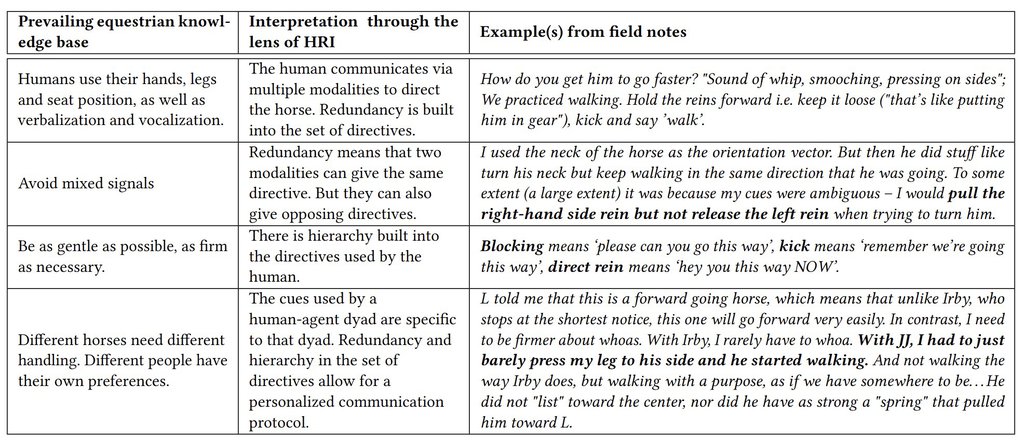 Prevailing equestrian knowl-
edge base
Interpretation through the
lens of HRI
Example(s) from field notes
Humans use their hands, legs
and seat position, as well as
verbalization and vocalization.
The human communicates via
multiple modalities to direct
the horse. Redundancy is built
into the set of directives.
How do you get him to go faster? "Sound of whip, smooching, pressing on sides";
We practiced walking. Hold the reins forward i.e. keep it loose ("that's like putting
him in gear"), kick and say 'walk'.
Avoid mixed signals
Redundancy means that two
modalities can give the same
directive. But they can also
give opposing directives.
I used the neck of the horse as the orientation vector. But then he did stuff like
turn his neck but keep walking in the same direction that he was going. To some
extent (a large extent) it was because my cues were ambiguous – I would pull the
right-hand side rein but not release the left rein when trying to turn him.
Be as gentle as possible, as firm
as necessary.
There is hierarchy built into
the directives used by the
human.
Blocking means 'please can you go this way', kick means 'remember we're going
this way', direct rein means 'hey you this way NOW'.
Different horses need different
handling. Different people have
their own preferences.
The cues used by a
human-agent dyad are specific
to that dyad. Redundancy and
hierarchy in the set of
directives allow for a
personalized communication
protocol.
L told me that this is a forward going horse, which means that unlike Irby, who
stops at the shortest notice, this one will go forward very easily. In contrast, I need
to be firmer about whoas. With Irby, I rarely have to whoa. With JJ, I had to just
barely press my leg to his side and he started walking. And not walking the
way Irby does, but walking with a purpose, as if we have somewhere to be...He
did not "list" toward the center, nor did he have as strong a "spring" that pulled
him toward L.